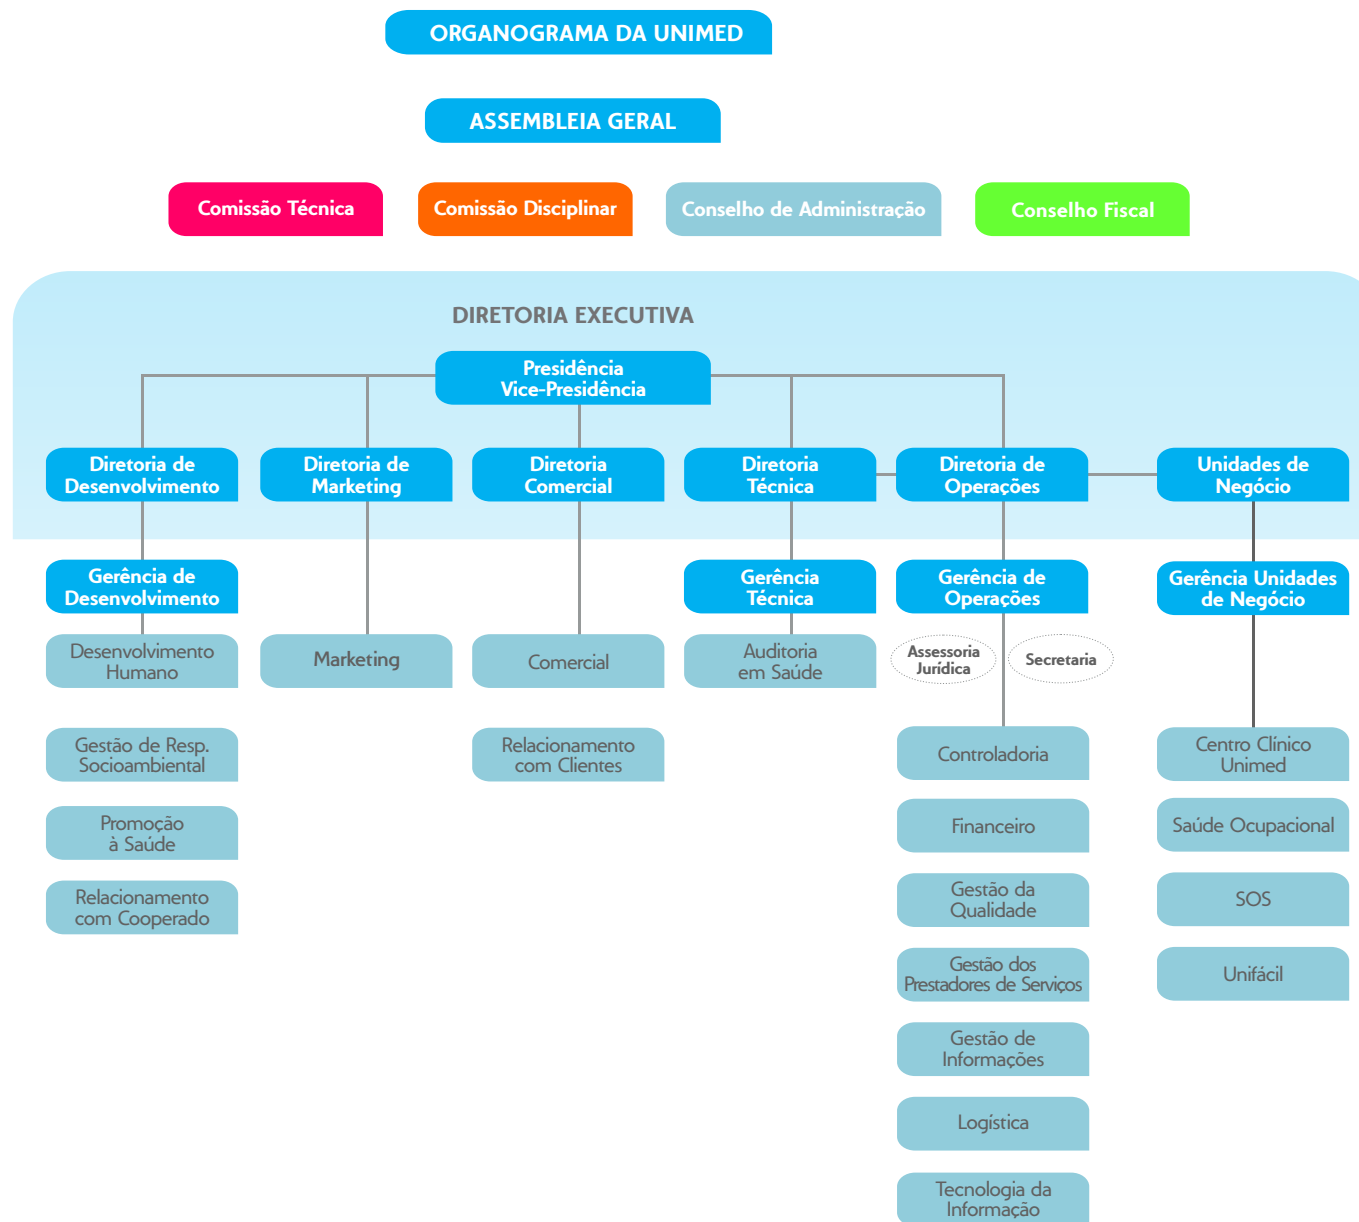 ORGANOGRAMA DA UNIMED
ASSEMBLEIA GERAL
Comissão Técnica
Comissão Disciplinar
Conselho de Administração
Conselho Fiscal
DIRETORIA EXECUTIVA
Presidência
Vice-Presidência
Diretoria de
Desenvolvimento
Diretoria de
Marketing
Diretoria
Comercial
Diretoria
Técnica
Diretoria de
Operações
Unidades de
Negócio
Gerência de
Desenvolvimento
Gerência
Técnica
Gerência de
Operações
Gerência Unidades
de Negócio
Desenvolvimento
Humano
Marketing
Comercial
Auditoria
em Saúde
Assessoria
Jurídica
Secretaria
Gestão de Resp.
Socioambiental
Relacionamento
com Clientes
Controladoria
Centro Clínico
Unimed
Promoção
à Saúde
Financeiro
Saúde Ocupacional
Relacionamento
com Cooperado
Gestão da
Qualidade
SOS
Gestão dos
Prestadores de Serviços
Unifácil
Gestão de
Informações
Logística
Tecnologia da
Informação